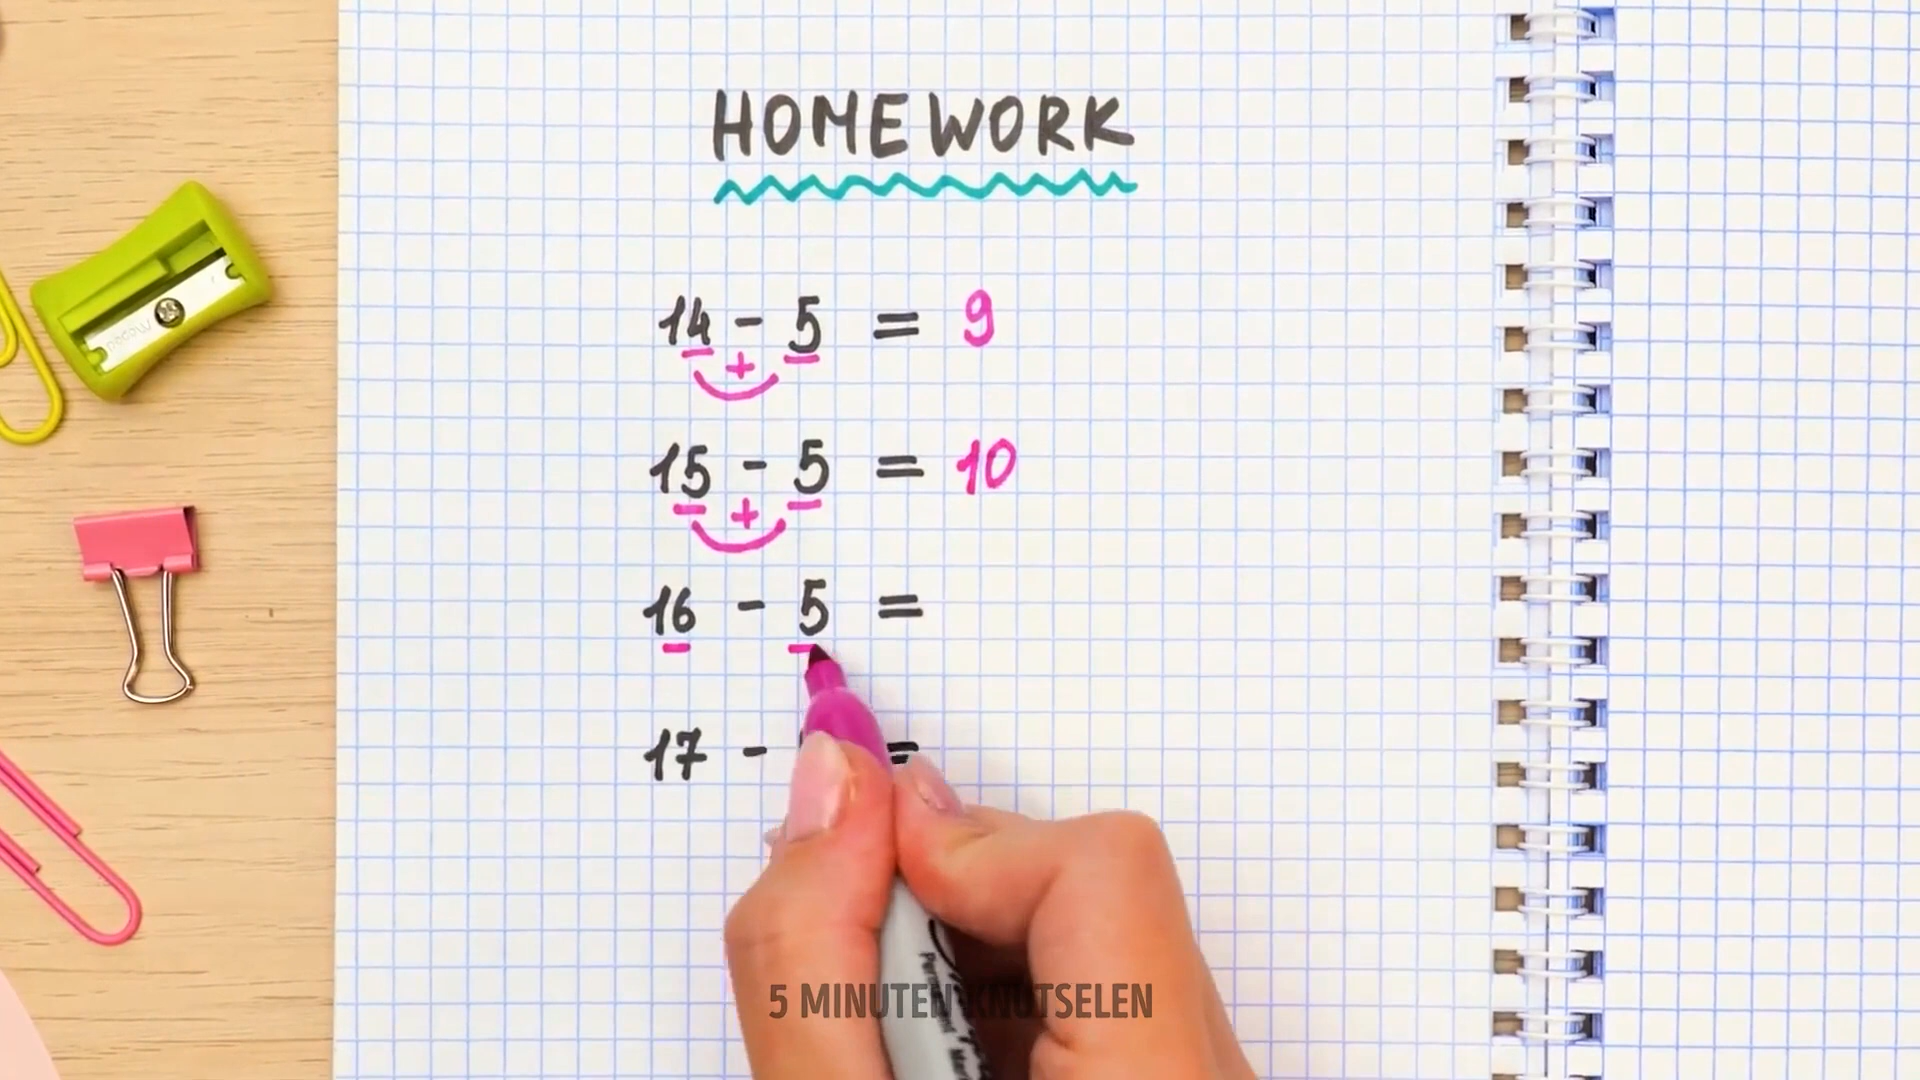 HOMEWORK
14 - 5 = 9
+
15 - 5 = 10
+
16 - 5 =
17 - =
5 MINUTEN KNUTSELEN